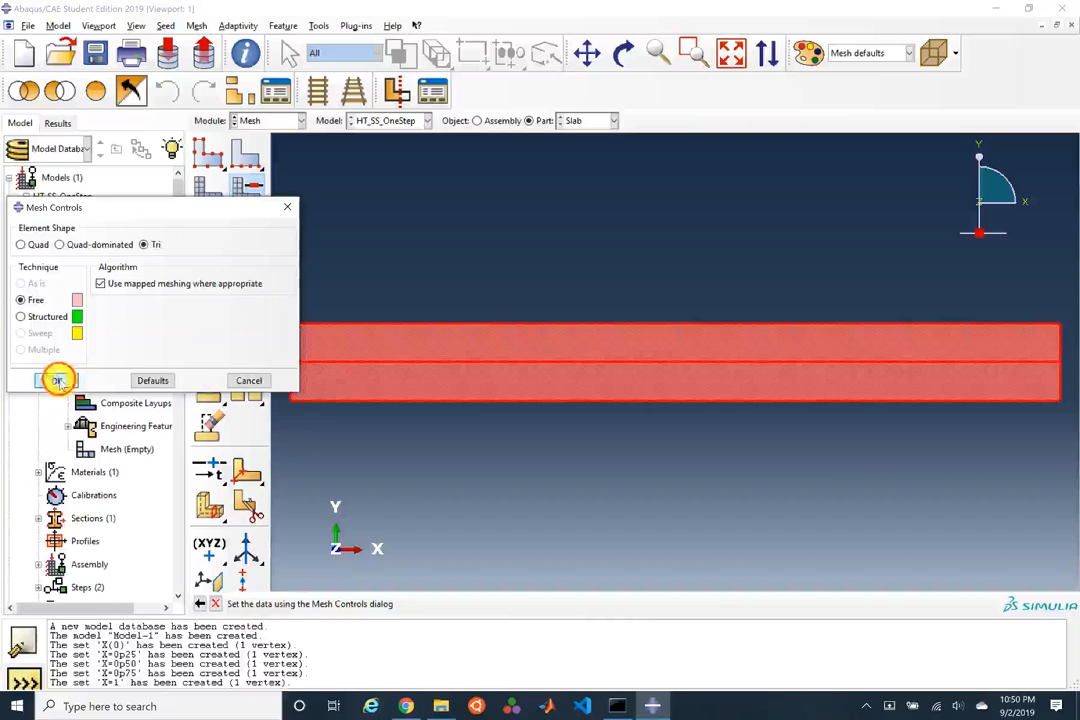 Abaqus/CAE Student Edition 2019 [Viewport: 1]
File Model Viewport View Seed Mesh Adaptivity Feature Tools Plug-ins Help
All
Mesh defaults
Model Results
Module: Mesh Model: HT_SS_OneStep Object: Assembly Part: Slab
Model Databa
Models (1)
Mesh Controls
Element Shape
Quad Quad-dominated Tri
Technique Algorithm
As is Use mapped meshing where appropriate
Free
Structured
Sweep
Multiple
Defaults Cancel
Composite Layups
Engineering Featur
Mesh (Empty)
Materials (1)
Calibrations
Sections (1)
Profiles
Assembly
Steps (2)
(XYZ)
Y
X
Z
Y
X
Z
Set the data using the Mesh Controls dialog
SIMULIA
A new model database has been created.
The model "Model-1" has been created.
The set 'X(0)' has been created (1 vertex).
The set 'X=0p25' has been created (1 vertex).
The set 'X=0p50' has been created (1 vertex).
The set 'X=0p75' has been created (1 vertex).
The set 'X=1' has been created (1 vertex).
>>>
Type here to search
10:50 PM
9/2/2019